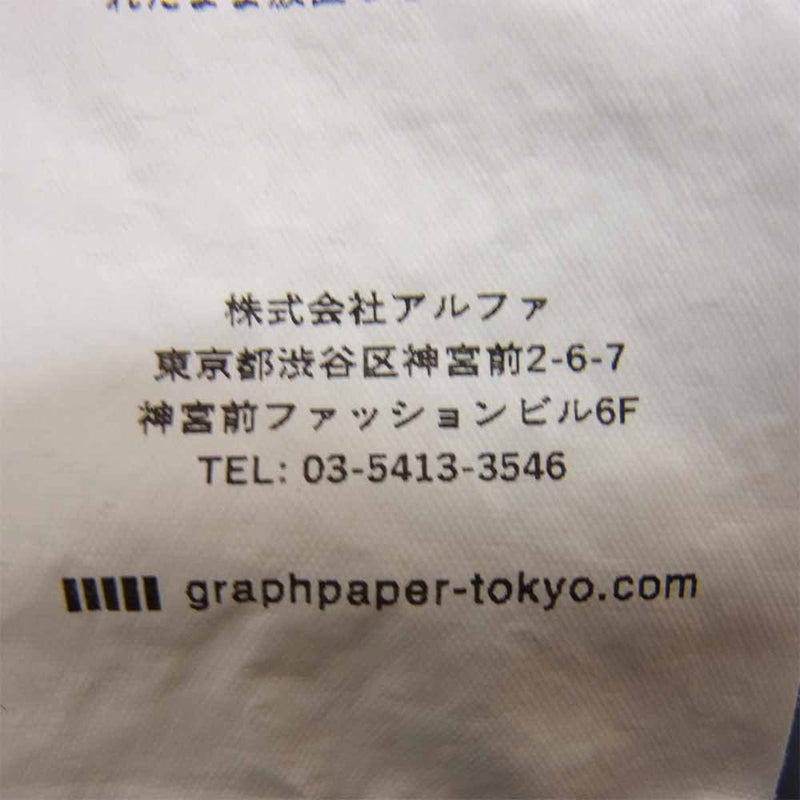 株式会社アルファ
東京都渋谷区神宮前2-6-7
神宮前ファッションビル6F
TEL: 03-5413-3546
graphpaper-tokyo.com